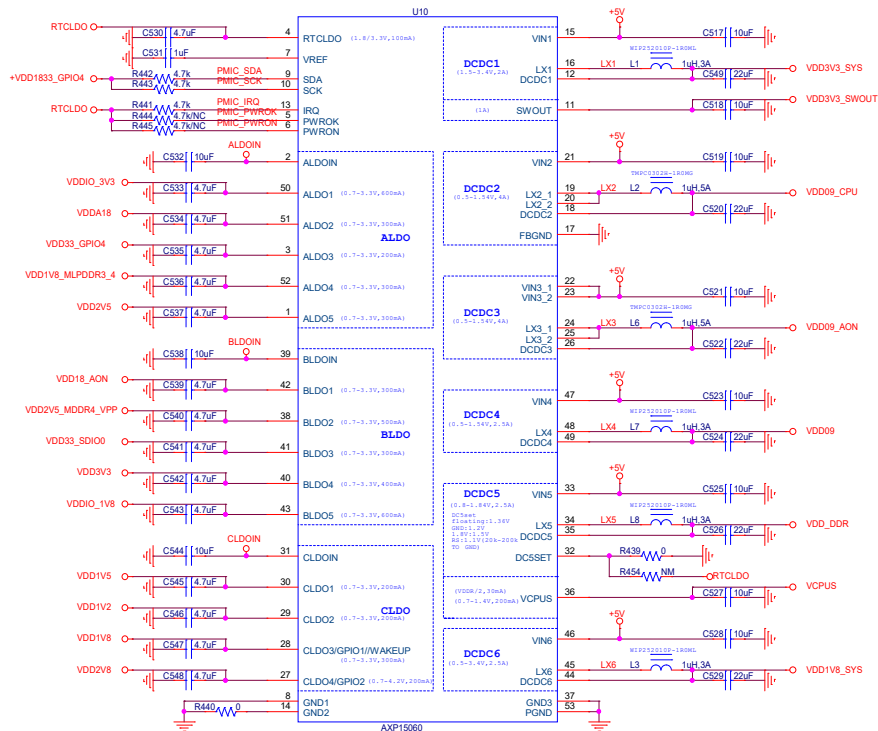 U10
RTCLDO
C530 4.7uF
4
RTCLDO (1.8/3.3V,100mA)
C531 1uF
7
VREF
+VDD1833_GPIO4
R442 4.7k PMIC_SDA
9
SDA
R443 4.7k PMIC_SCK
10
SCK
RTCLDO
R441 4.7k PMIC_IRQ
13
IRQ
R444 4.7k/NC PMIC_PWROK
5
PWROK
R445 4.7k/NC PMIC_PWRON
6
PWRON
ALDOIN
C532 10uF
2
ALDOIN
VDDIO_3V3
C533 4.7uF
50
ALDO1 (0.7-3.3V,600mA)
VDDA18
C534 4.7uF
51
ALDO2 (0.7-3.3V,300mA)
ALDO
VDD33_GPIO4
C535 4.7uF
3
ALDO3 (0.7-3.3V,200mA)
VDD1V8_MLPDDR3_4
C536 4.7uF
52
ALDO4 (0.7-3.3V,300mA)
VDD2V5
C537 4.7uF
1
ALDO5 (0.7-3.3V,300mA)
BLDOIN
C538 10uF
39
BLDOIN
VDD18_AON
C539 4.7uF
42
BLDO1 (0.7-3.3V,300mA)
VDD2V5_MDDR4_VPP
C540 4.7uF
38
BLDO2 (0.7-3.3V,500mA)
BLDO
VDD33_SDIO0
C541 4.7uF
41
BLDO3 (0.7-3.3V,300mA)
VDD3V3
C542 4.7uF
40
BLDO4 (0.7-3.3V,400mA)
VDDIO_1V8
C543 4.7uF
43
BLDO5 (0.7-3.3V,600mA)
CLDOIN
C544 10uF
31
CLDOIN
VDD1V5
C545 4.7uF
30
CLDO1 (0.7-3.3V,200mA)
CLDO
VDD1V2
C546 4.7uF
29
CLDO2 (0.7-3.3V,200mA)
VDD1V8
C547 4.7uF
28
CLDO3/GPIO1//WAKEUP
(0.7-3.3V,300mA)
VDD2V8
C548 4.7uF
27
CLDO4/GPIO2 (0.7-4.2V,200mA)
8
GND1
R440 0
14
GND2
AXP15060
+5V
15
VIN1
C517 10uF
DCDC1
(1.5-3.4V,2A)
WIP252010P-1R0ML
16
LX1
LX1 L1 1uH,3A
VDD3V3_SYS
12
DCDC1
C549 22uF
VDD3V3_SWOUT
(1A)
11
SWOUT
C518 10uF
+5V
21
VIN2
C519 10uF
DCDC2
(0.5-1.54V,4A)
TMPC0302H-1R0MG
19
LX2_1
LX2 L2 1uH,5A
VDD09_CPU
20
LX2_2
18
DCDC2
C520 22uF
17
FBGND
+5V
22
VIN3_1
23
VIN3_2
C521 10uF
DCDC3
(0.5-1.54V,4A)
TMPC0302H-1R0MG
24
LX3_1
LX3 L6 1uH,5A
VDD09_AON
25
LX3_2
26
DCDC3
C522 22uF
+5V
47
VIN4
C523 10uF
DCDC4
(0.5-1.54V,2.5A)
WIP252010P-1R0ML
48
LX4
LX4 L7 1uH,3A
VDD09
49
DCDC4
C524 22uF
+5V
33
VIN5
C525 10uF
DCDC5
(0.8-1.84V,2.5A)
DC5set
floating:1.36V
GND:1.2V
1.8V:1.5V
RS:1.1V(20k-200k
TO GND)
WIP252010P-1R0ML
34
LX5
LX5 L8 1uH,3A
VDD_DDR
35
DCDC5
C526 22uF
32
DC5SET
R439 0
R454 NM
RTCLDO
(VDDR/2,30mA)
(0.7-1.4V,200mA)
36
VCPUS
VCPUS
C527 10uF
+5V
46
VIN6
C528 10uF
DCDC6
(0.5-3.4V,2.5A)
WIP252010P-1R0ML
45
LX6
LX6 L3 1uH,3A
VDD1V8_SYS
44
DCDC6
C529 22uF
37
GND3
53
PGND